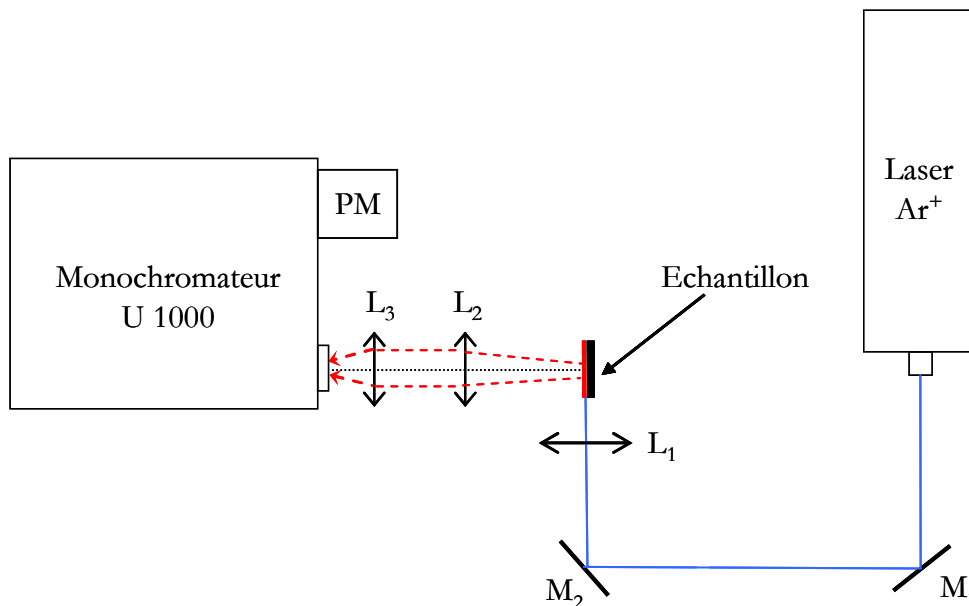 Laser
Ar⁺
PM
Monochromateur
U 1000
Echantillon
L₃
L₂
L₁
M₂
M